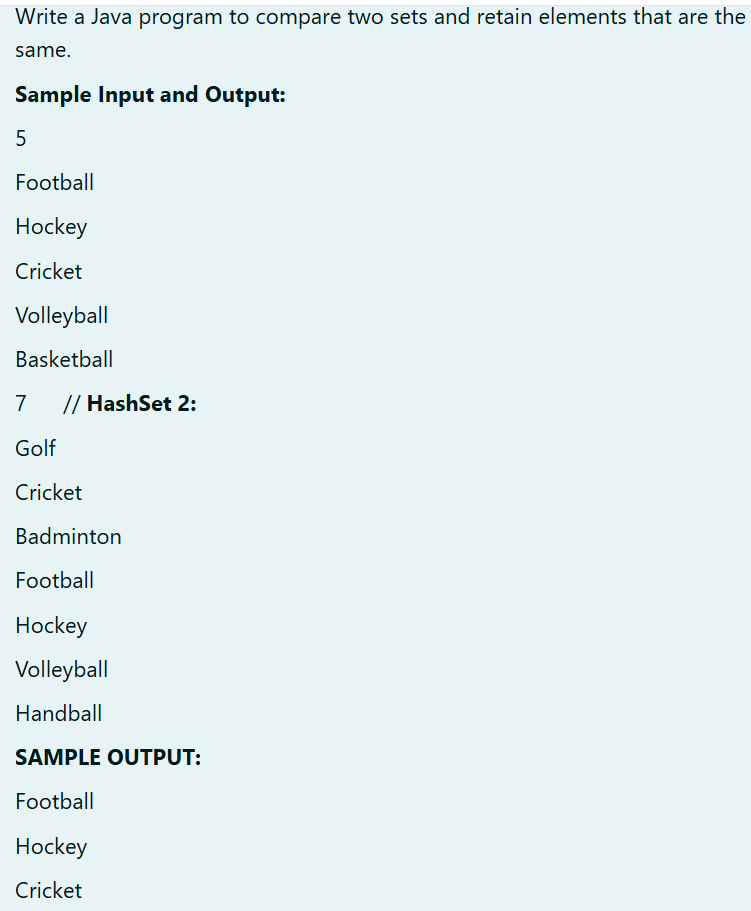 Write a Java program to compare two sets and retain elements that are the
same.
Sample Input and Output:
5
Football
Hockey
Cricket
Volleyball
Basketball
7 // HashSet 2:
Golf
Cricket
Badminton
Football
Hockey
Volleyball
Handball
SAMPLE OUTPUT:
Football
Hockey
Cricket